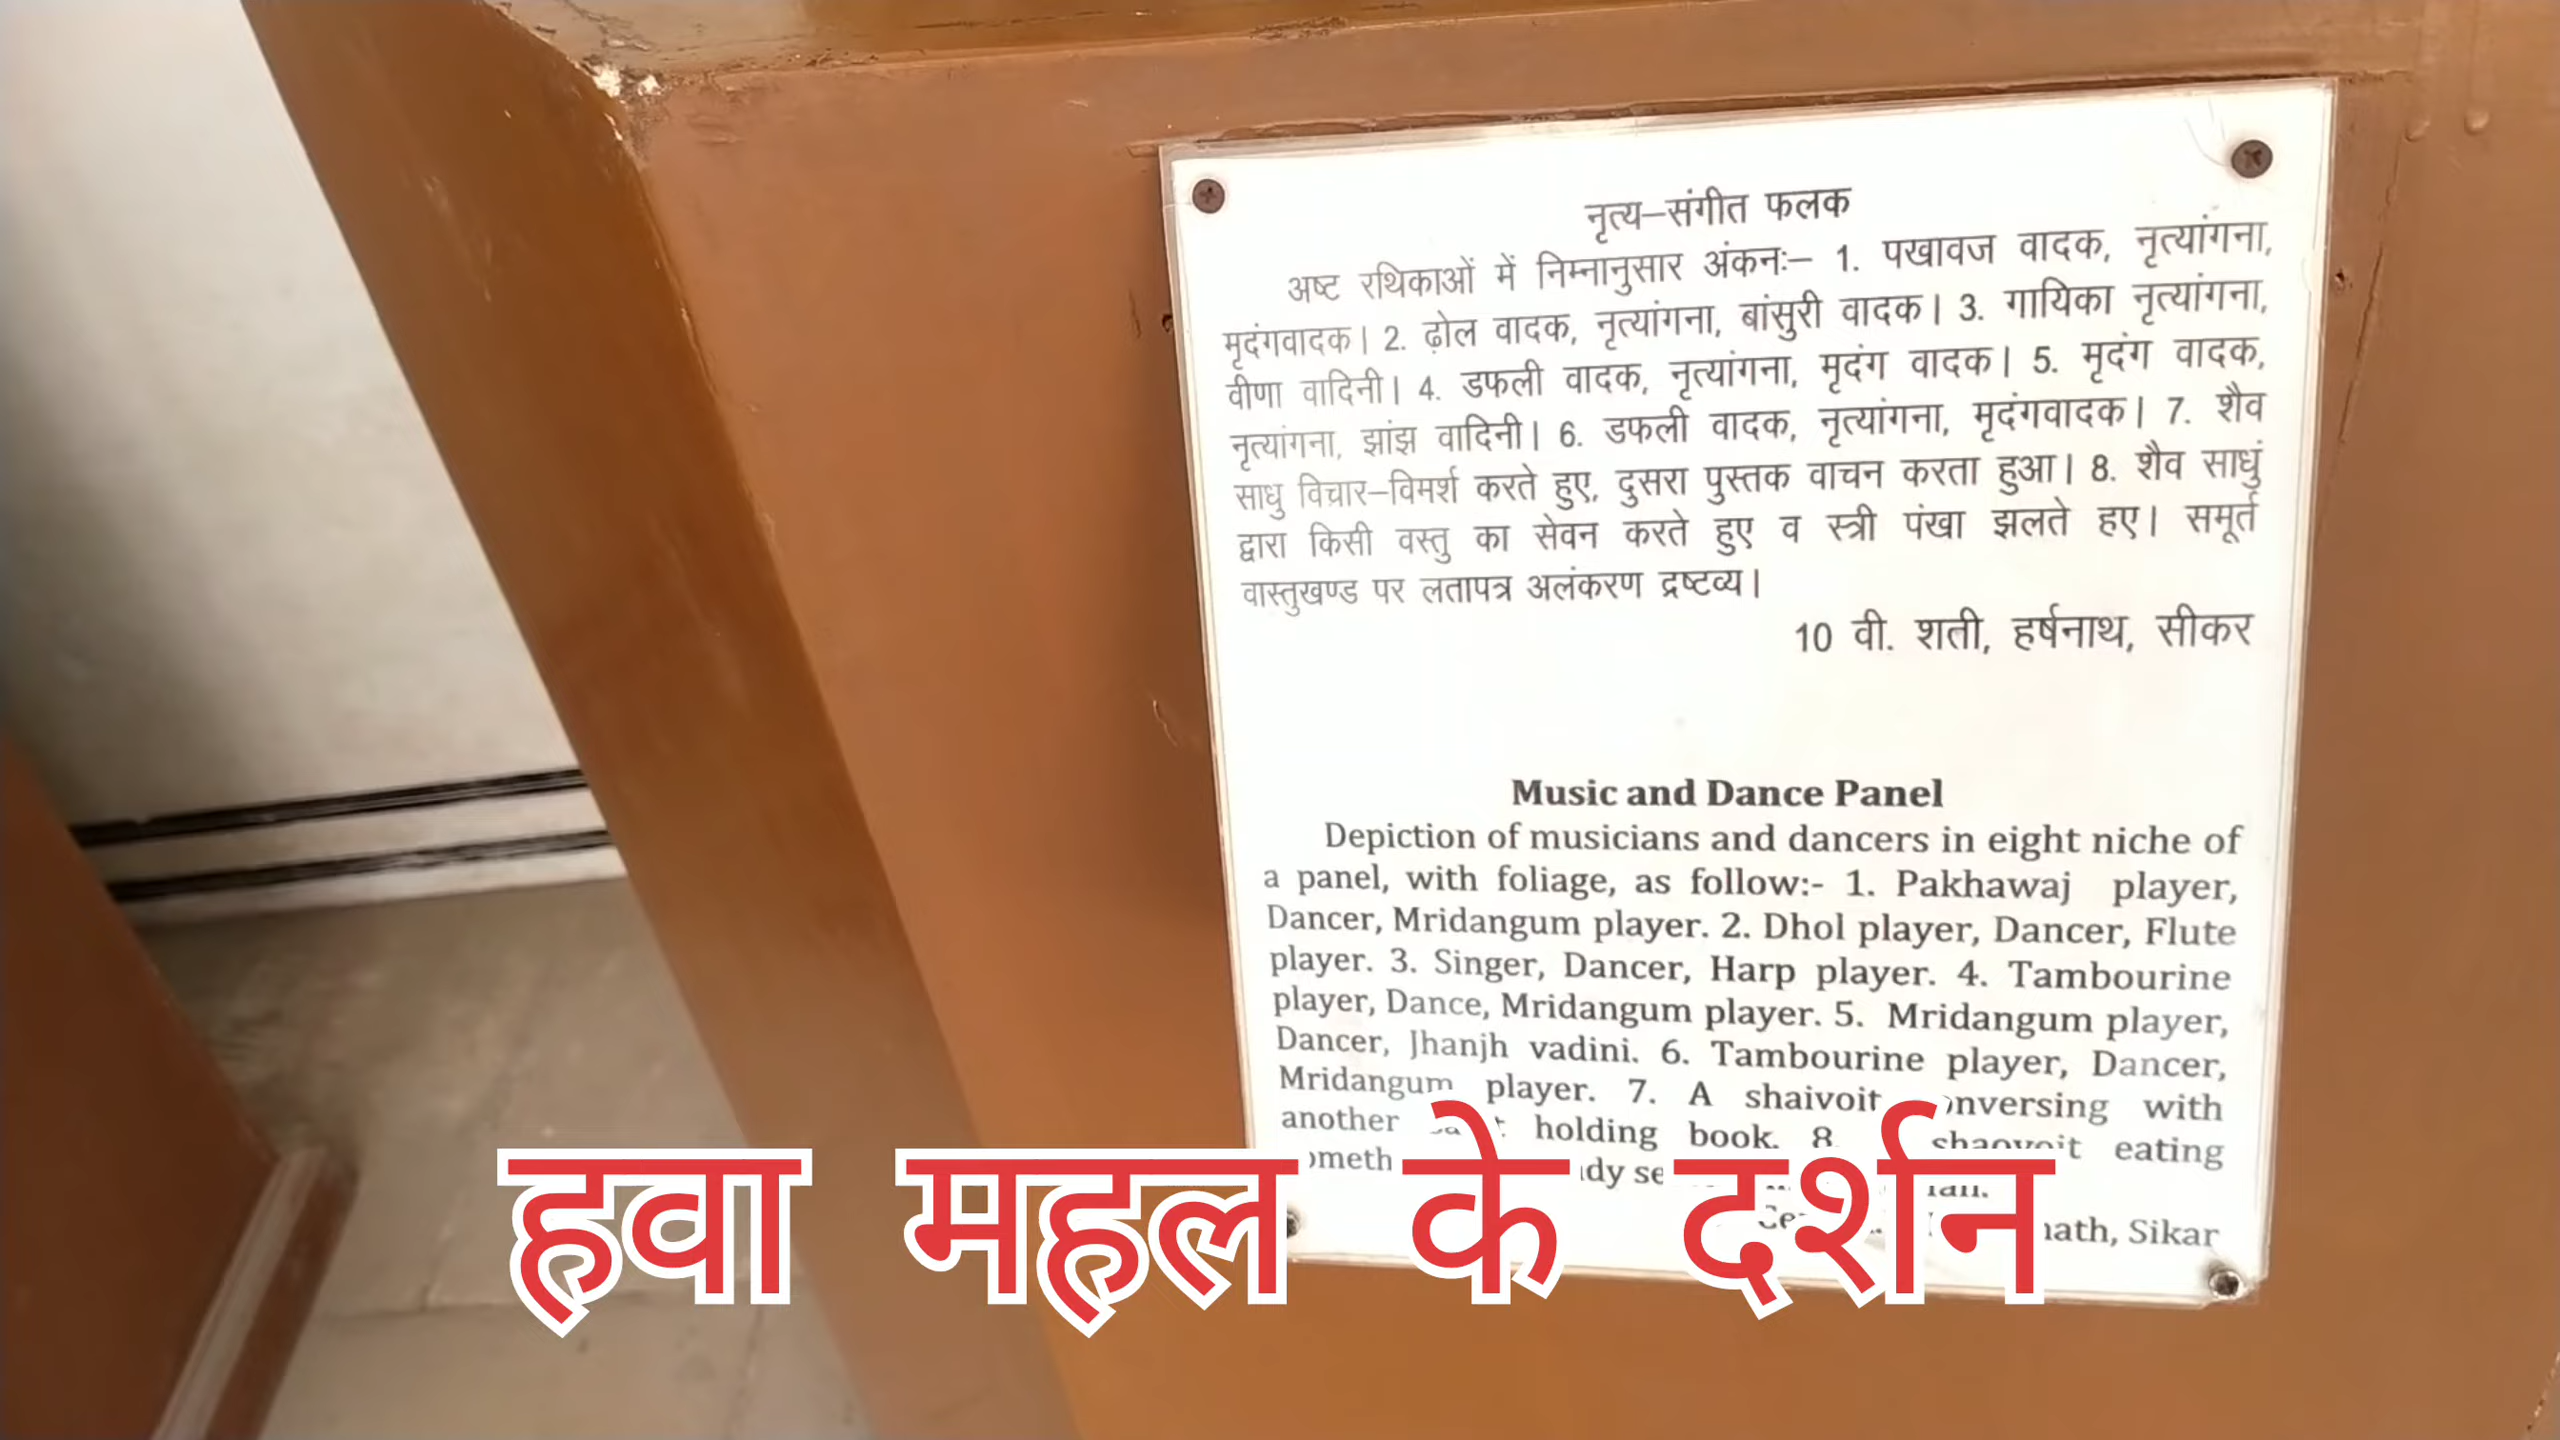 नृत्य–संगीत फलक
अष्ट रथिकाओं में निम्नानुसार अंकनः– 1. पखावज वादक, नृत्यांगना,
मृदंगवादक। 2. ढ़ोल वादक, नृत्यांगना, बांसुरी वादक। 3. गायिका नृत्यांगना,
वीणा वादिनी। 4. डफली वादक, नृत्यांगना, मृदंग वादक। 5. मृदंग वादक,
नृत्यांगना, झांझ वादिनी। 6. डफली वादक, नृत्यांगना, मृदंगवादक। 7. शैव
साधु विचार–विमर्श करते हुए, दुसरा पुस्तक वाचन करता हुआ। 8. शैव साधुं
द्वारा किसी वस्तु का सेवन करते हुए व स्त्री पंखा झलते हए। समूर्त
वास्तुखण्ड पर लतापत्र अलंकरण द्रष्टव्य।
10 वी. शती, हर्षनाथ, सीकर
Music and Dance Panel
Depiction of musicians and dancers in eight niche of
a panel, with foliage, as follow:- 1. Pakhawaj player,
Dancer, Mridangum player. 2. Dhol player, Dancer, Flute
player. 3. Singer, Dancer, Harp player. 4. Tambourine
player, Dance, Mridangum player. 5. Mridangum player,
Dancer, Jhanjh vadini. 6. Tambourine player, Dancer,
Mridangum player. 7. A shaivoit conversing with
another holding book. 8. shaovoit eating
Sikar
हवा महल के दर्शन